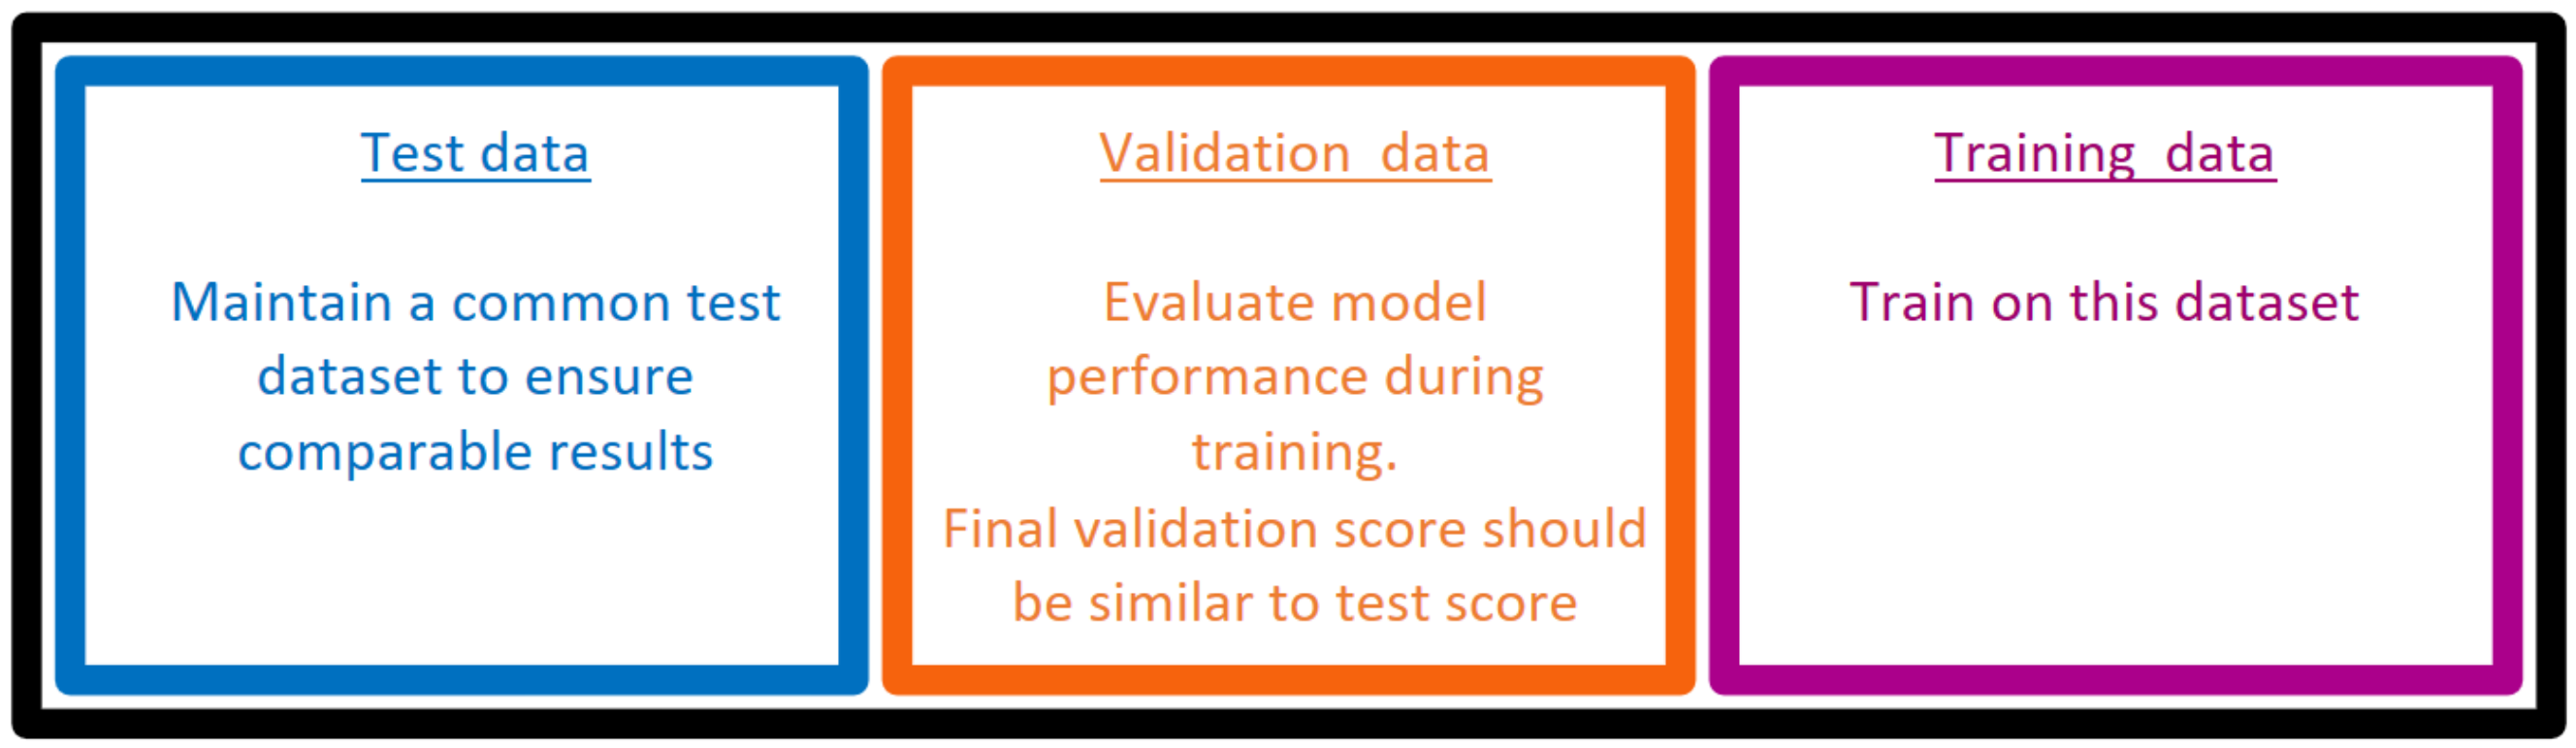 Test data
Maintain a common test
dataset to ensure
comparable results
Validation  data
Evaluate model
performance during
training.
Final validation score should
be similar to test score
Training  data
Train on this dataset